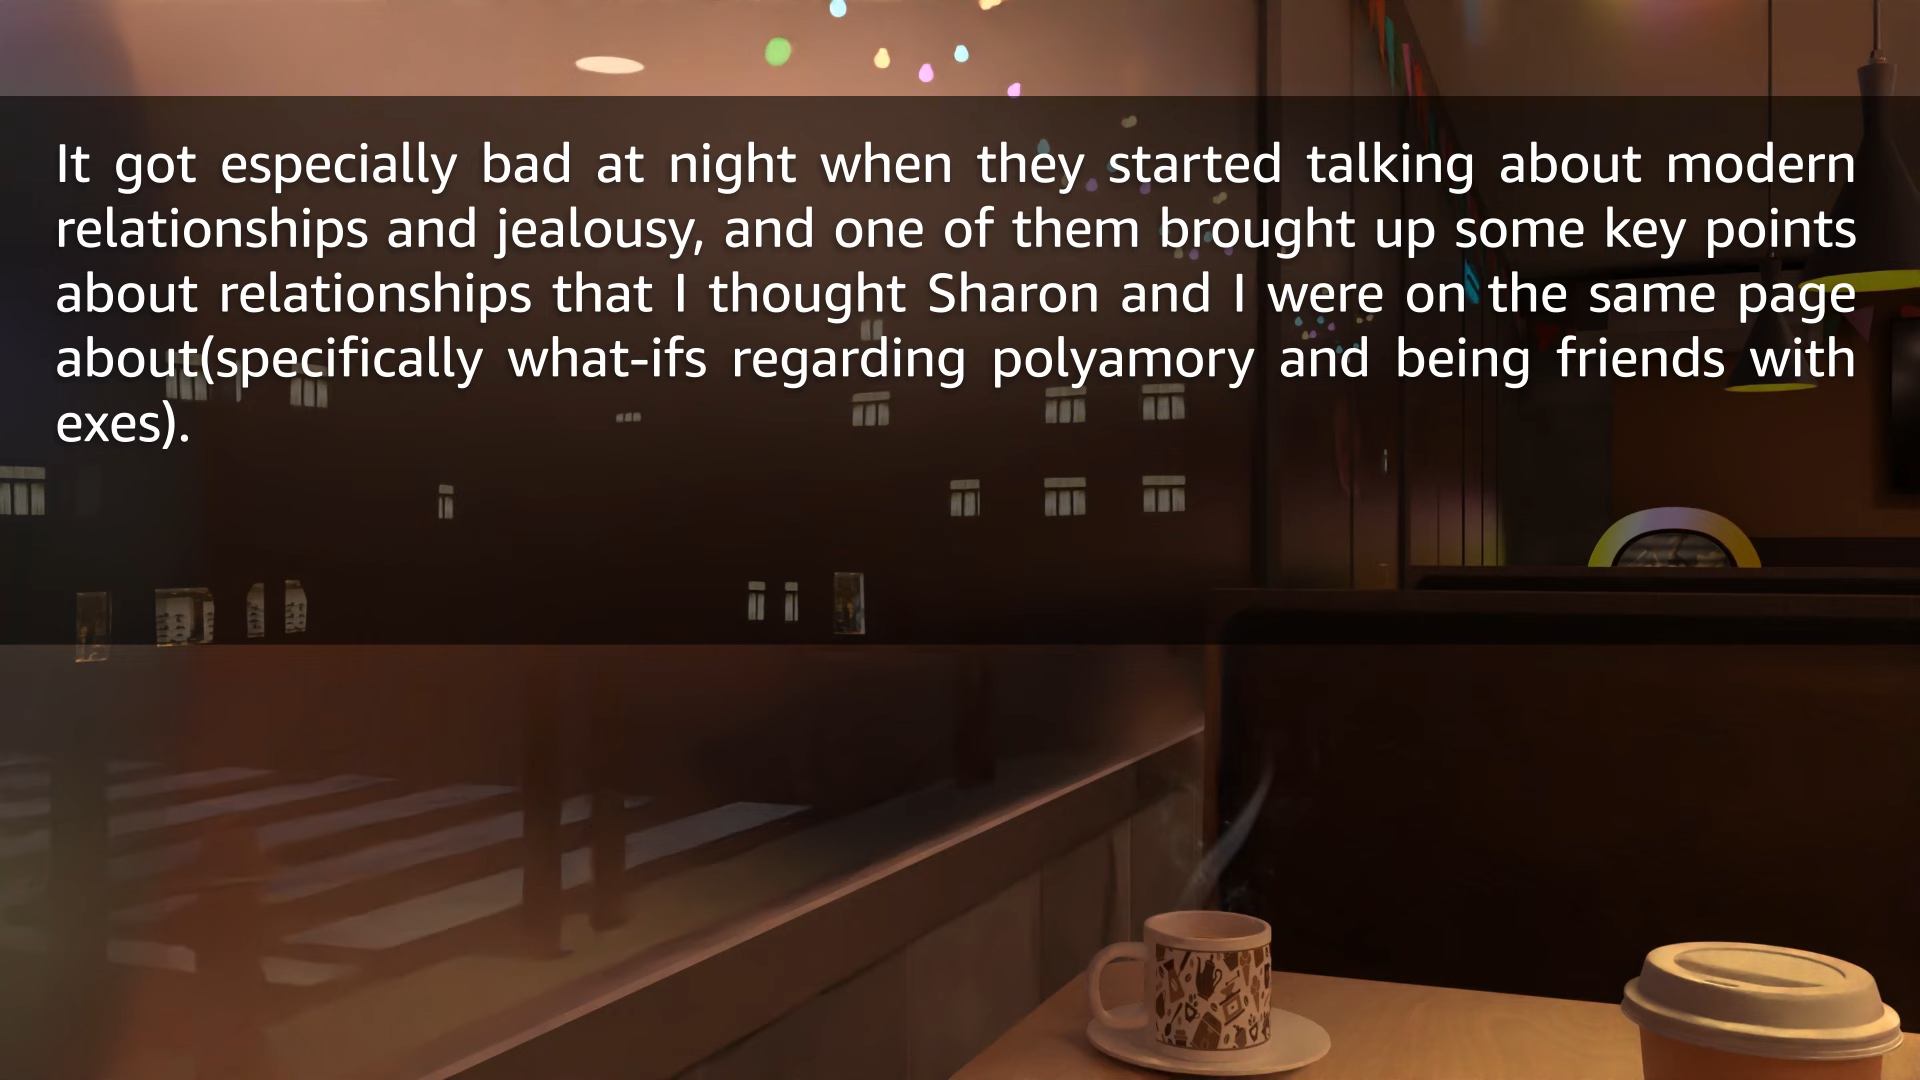 It got especially bad at night when they started talking about modern
relationships and jealousy, and one of them brought up some key points
about relationships that I thought Sharon and I were on the same page
about(specifically what-ifs regarding polyamory and being friends with
exes).